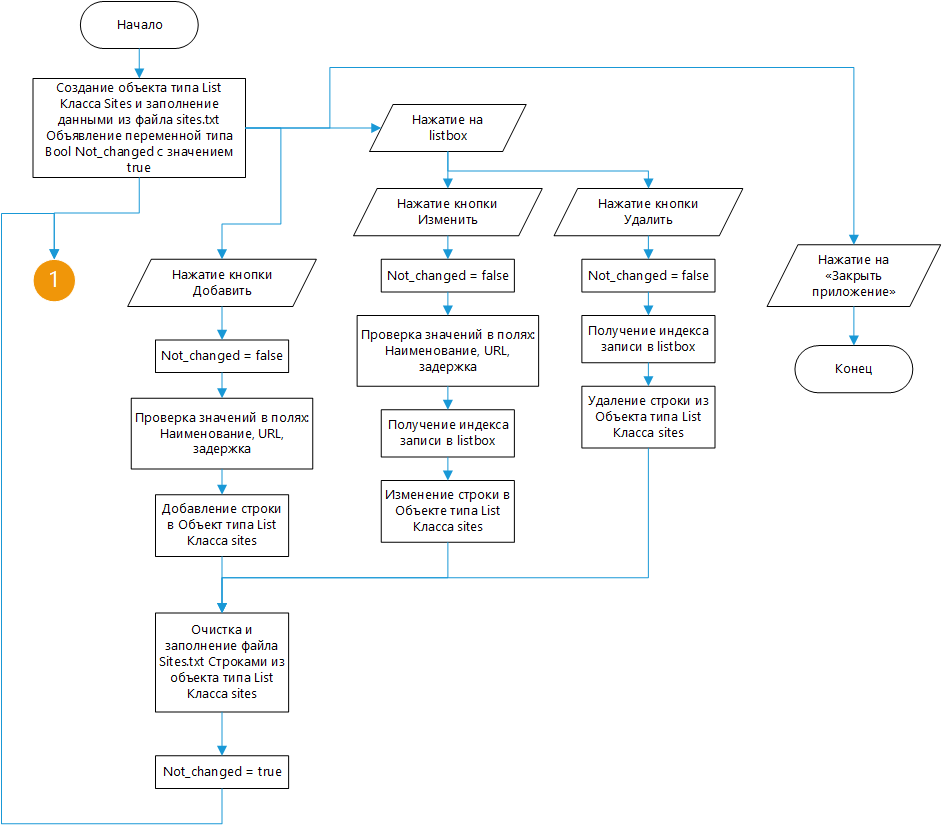 Начало
Создание объекта типа List
Класса Sites и заполнение
данными из файла sites.txt
Объявление переменной типа
Bool Not_changed с значением
true
1
Нажатие на
listbox
Нажатие кнопки
Изменить
Нажатие кнопки
Удалить
Нажатие на
«Закрыть
приложение»
Конец
Нажатие кнопки
Добавить
Not_changed = false
Проверка значений в полях:
Наименование, URL,
задержка
Добавление строки
в Объект типа List
Класса sites
Not_changed = false
Проверка значений в полях:
Наименование, URL,
задержка
Получение индекса
записи в listbox
Изменение строки в
Объекте типа List
Класса sites
Not_changed = false
Получение индекса
записи в listbox
Удаление строки из
Объекта типа List
Класса sites
Очистка и
заполнение файла
Sites.txt Строками из
объекта типа List
Класса sites
Not_changed = true